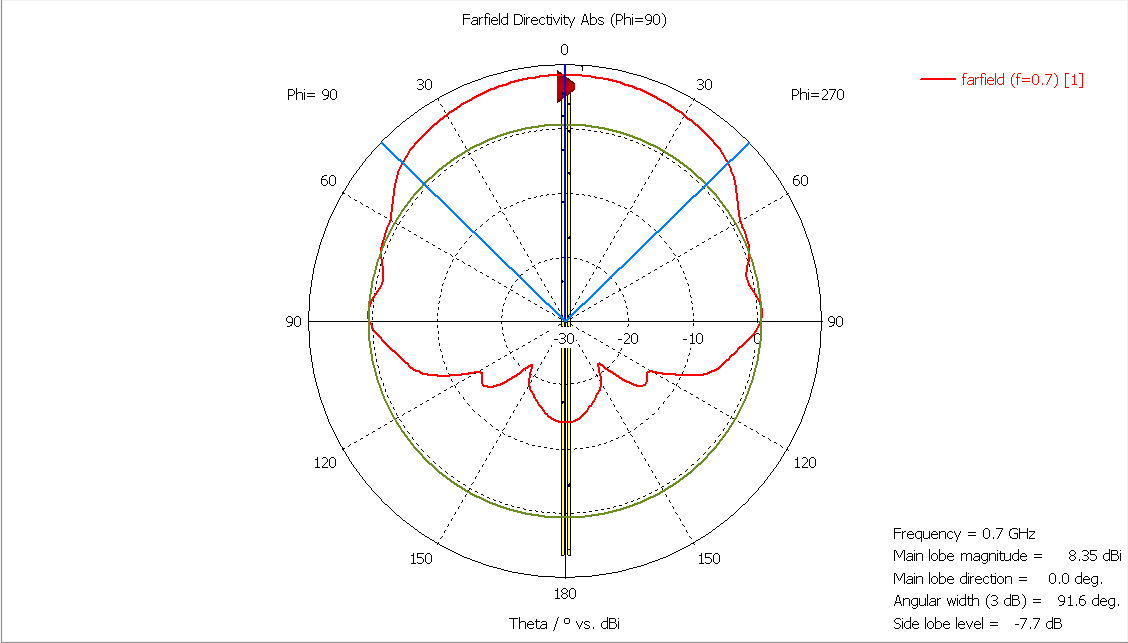 Farfield Directivity Abs (Phi=90)
0
30
30
farfield (f=0.7) [1]
Phi= 90
Phi=270
60
60
90
90
-30
-20
-10
0
120
120
150
150
180
Theta / º vs. dBi
Frequency = 0.7 GHz
Main lobe magnitude = 8.35 dBi
Main lobe direction = 0.0 deg.
Angular width (3 dB) = 91.6 deg.
Side lobe level = -7.7 dB